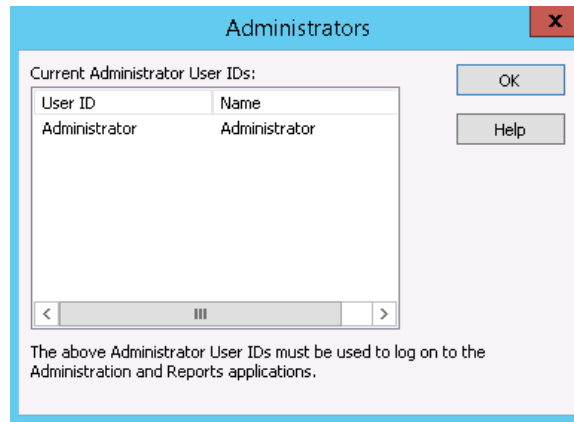 Administrators
x
Current Administrator User IDs:
OK
User ID Name
Administrator Administrator
Help
The above Administrator User IDs must be used to log on to the
Administration and Reports applications.